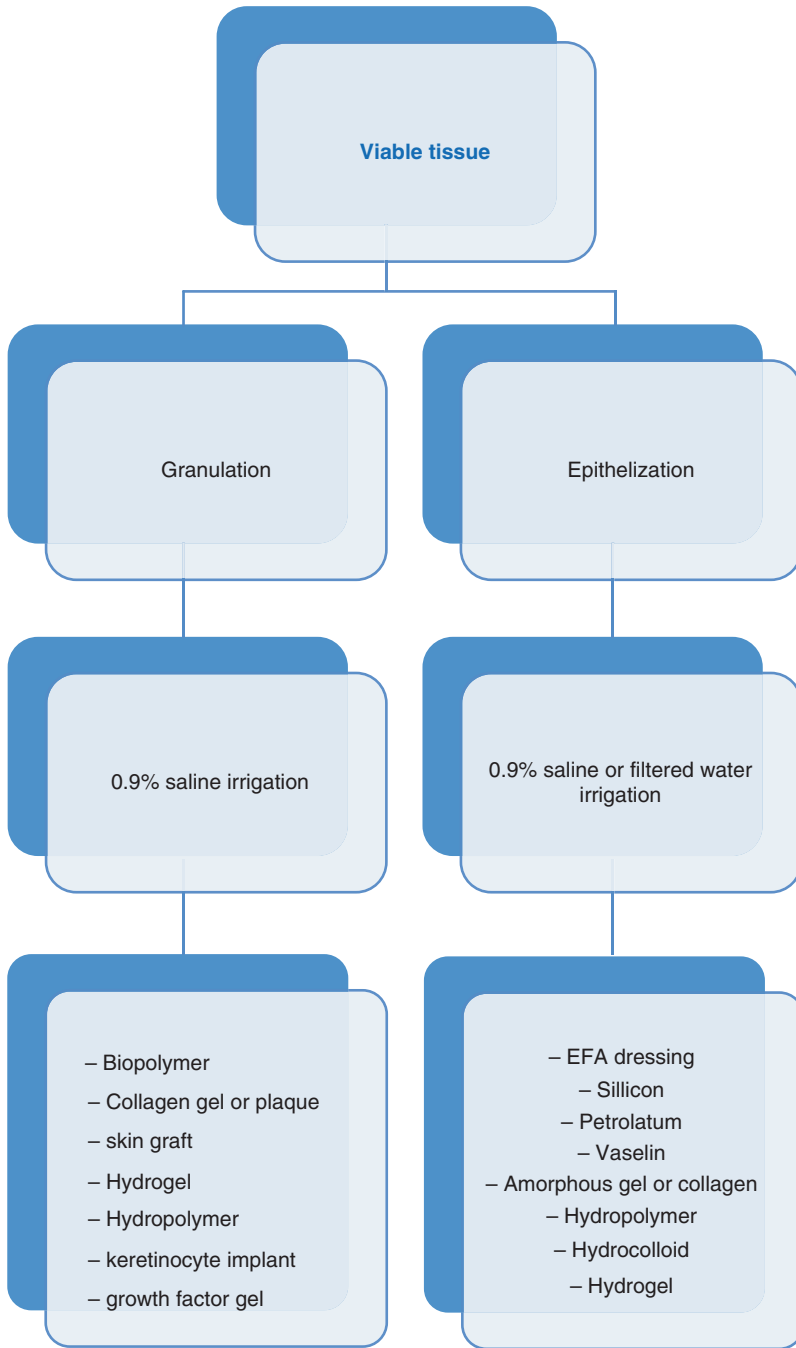 Viable tissue
Granulation
Epithelization
0.9% saline irrigation
0.9% saline or filtered water
irrigation
– Biopolymer
– Collagen gel or plaque
– skin graft
– Hydrogel
– Hydropolymer
– keretinocyte implant
– growth factor gel
– EFA dressing
– Sillicon
– Petrolatum
– Vaselin
– Amorphous gel or collagen
– Hydropolymer
– Hydrocolloid
– Hydrogel